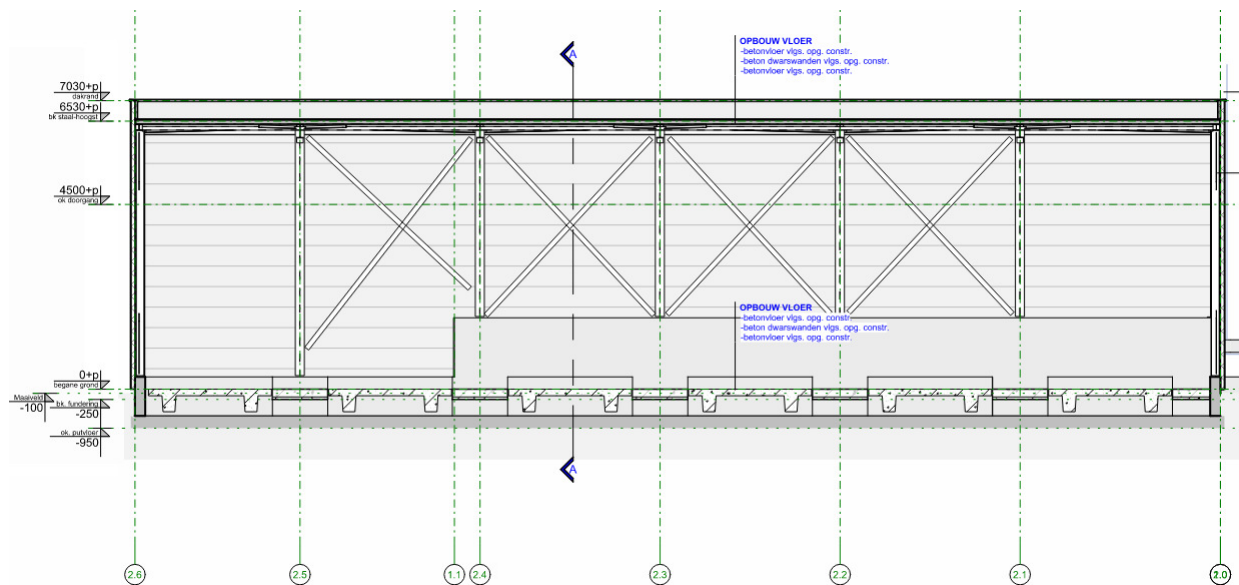 OPBOUW VLOER
-betonvloer vlgs. opg. constr.
-beton dwarswanden vlgs. opg. constr.
-betonvloer vlgs. opg. constr.
A
7030+p
dakrand
6530+p
bk staal-hoogst
4500+p
ok doorgang
OPBOUW VLOER
-betonvloer vlgs. opg. constr.
-beton dwarswanden vlgs. opg. constr.
-betonvloer vlgs. opg. constr.
0+p
begane grond
Maaiveld
-100
bk. fundering
-250
ok. putvloer
-950
A
2.6
2.5
1.1
2.4
2.3
2.2
2.1
2.0